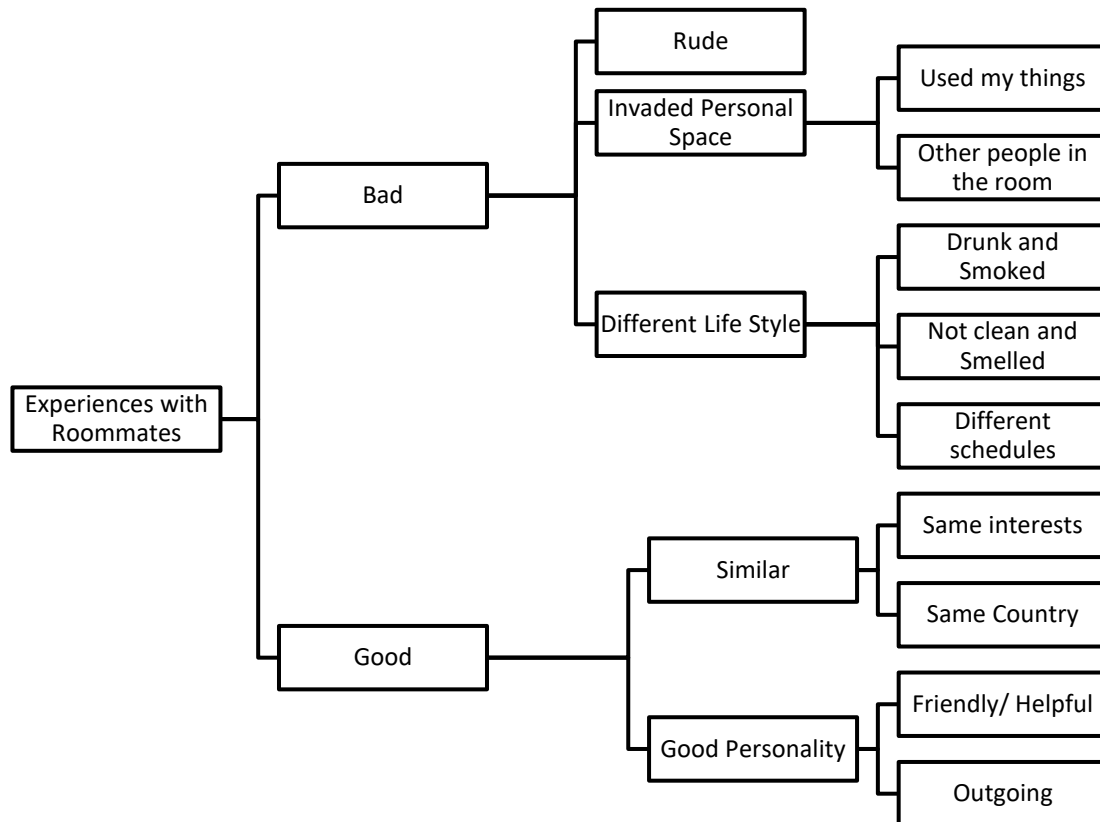 Experiences with
Roommates
Bad
Rude
Invaded Personal
Space
Used my things
Other people in
the room
Different Life Style
Drunk and
Smoked
Not clean and
Smelled
Different
schedules
Good
Similar
Same interests
Same Country
Good Personality
Friendly/ Helpful
Outgoing